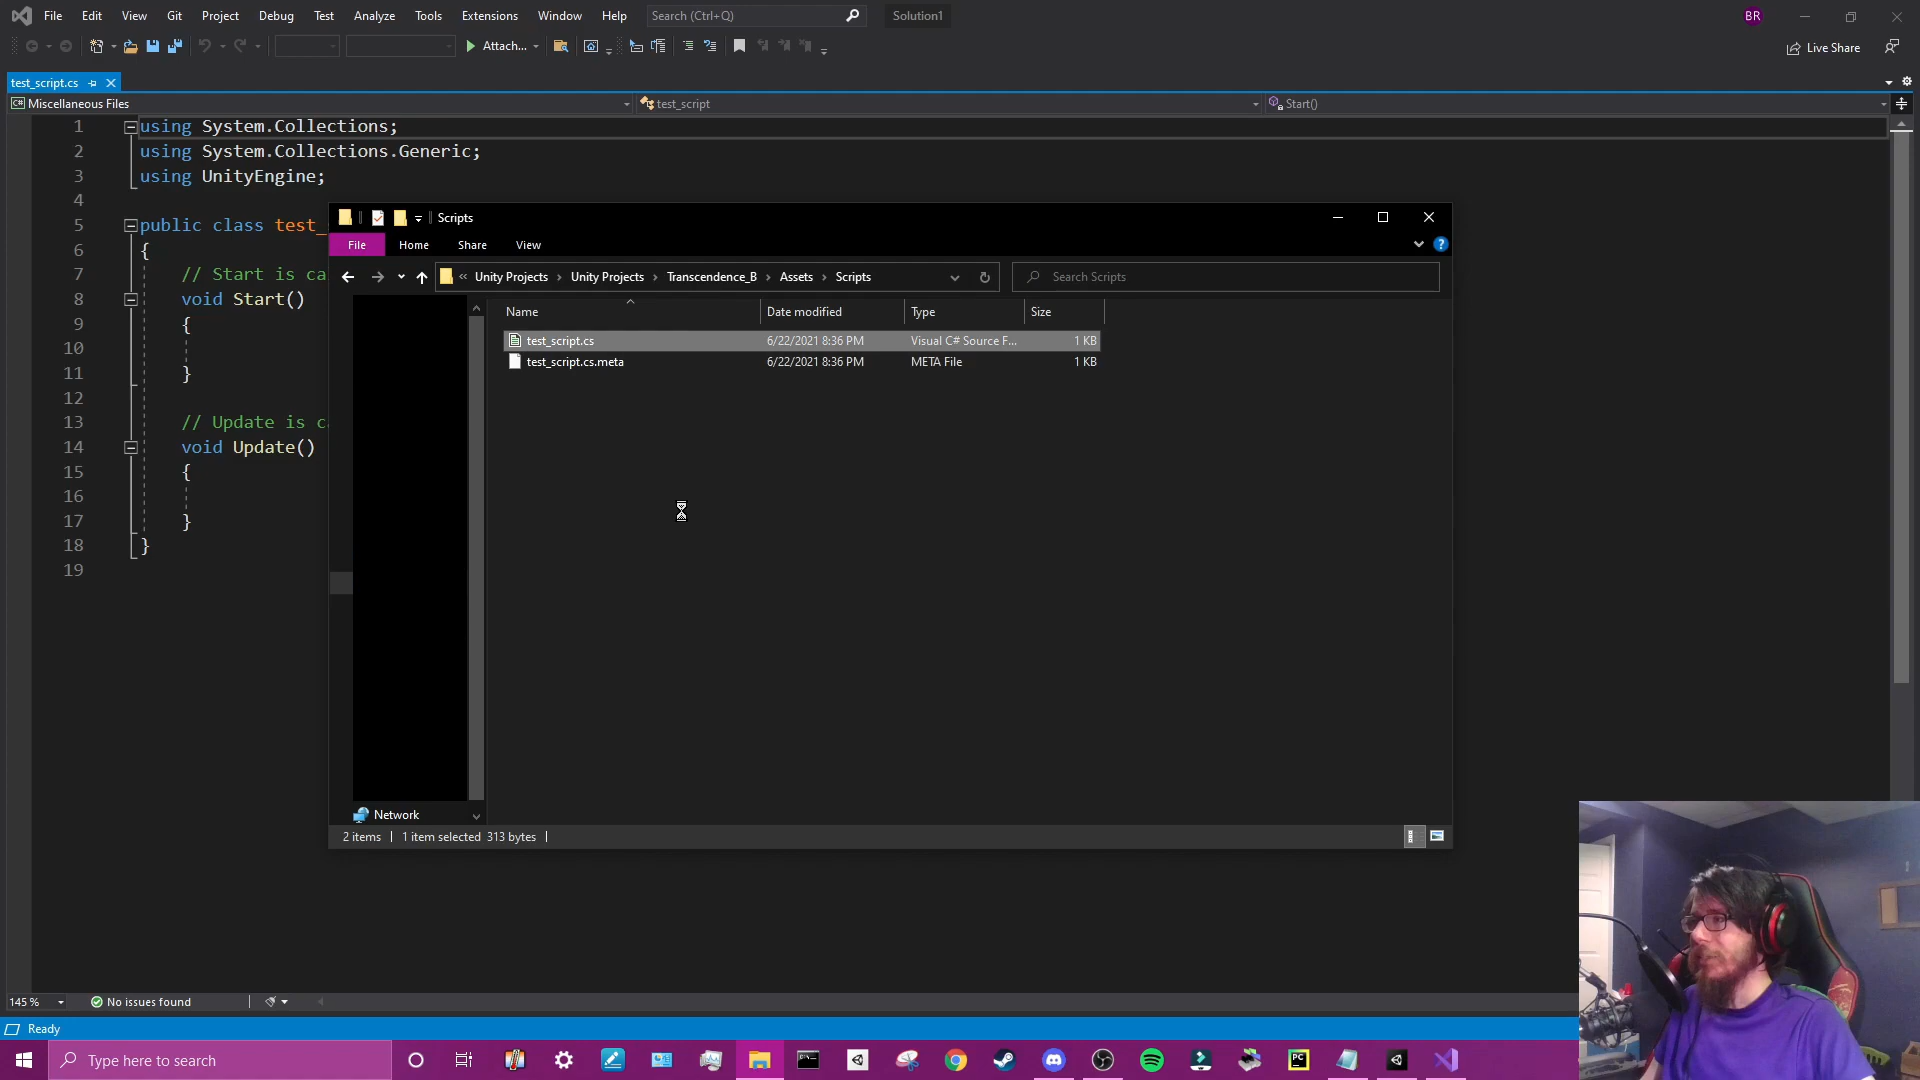 File Edit View Git Project Debug Test Analyze Tools Extensions Window Help Search (Ctrl+Q) Solution1 BR
Attach... Live Share
test_script.cs
C# Miscellaneous Files test_script Start()
1 using System.Collections;
2 using System.Collections.Generic;
3 using UnityEngine;
4
5 public class test_
6 {
7 // Start is ca
8 void Start()
9 {
10
11 }
12
13 // Update is c
14 void Update()
15 {
16
17 }
18 }
19
Scripts
File Home Share View
« Unity Projects › Unity Projects › Transcendence_B › Assets › Scripts Search Scripts
Name Date modified Type Size
test_script.cs 6/22/2021 8:36 PM Visual C# Source F... 1 KB
test_script.cs.meta 6/22/2021 8:36 PM META File 1 KB
Network
2 items 1 item selected 313 bytes
145 % No issues found
Ready
Type here to search PC